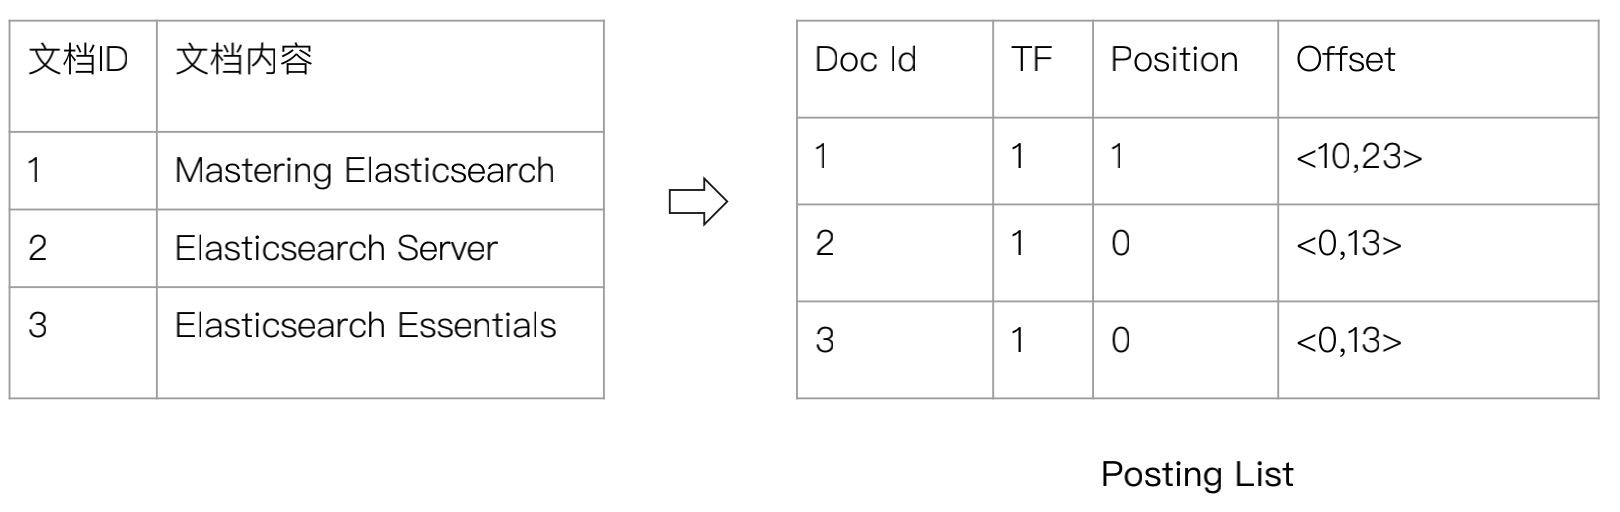 文档ID 文档内容
1 Mastering Elasticsearch
2 Elasticsearch Server
3 Elasticsearch Essentials
Doc Id TF Position Offset
1 1 1 <10,23>
2 1 0 <0,13>
3 1 0 <0,13>
Posting List